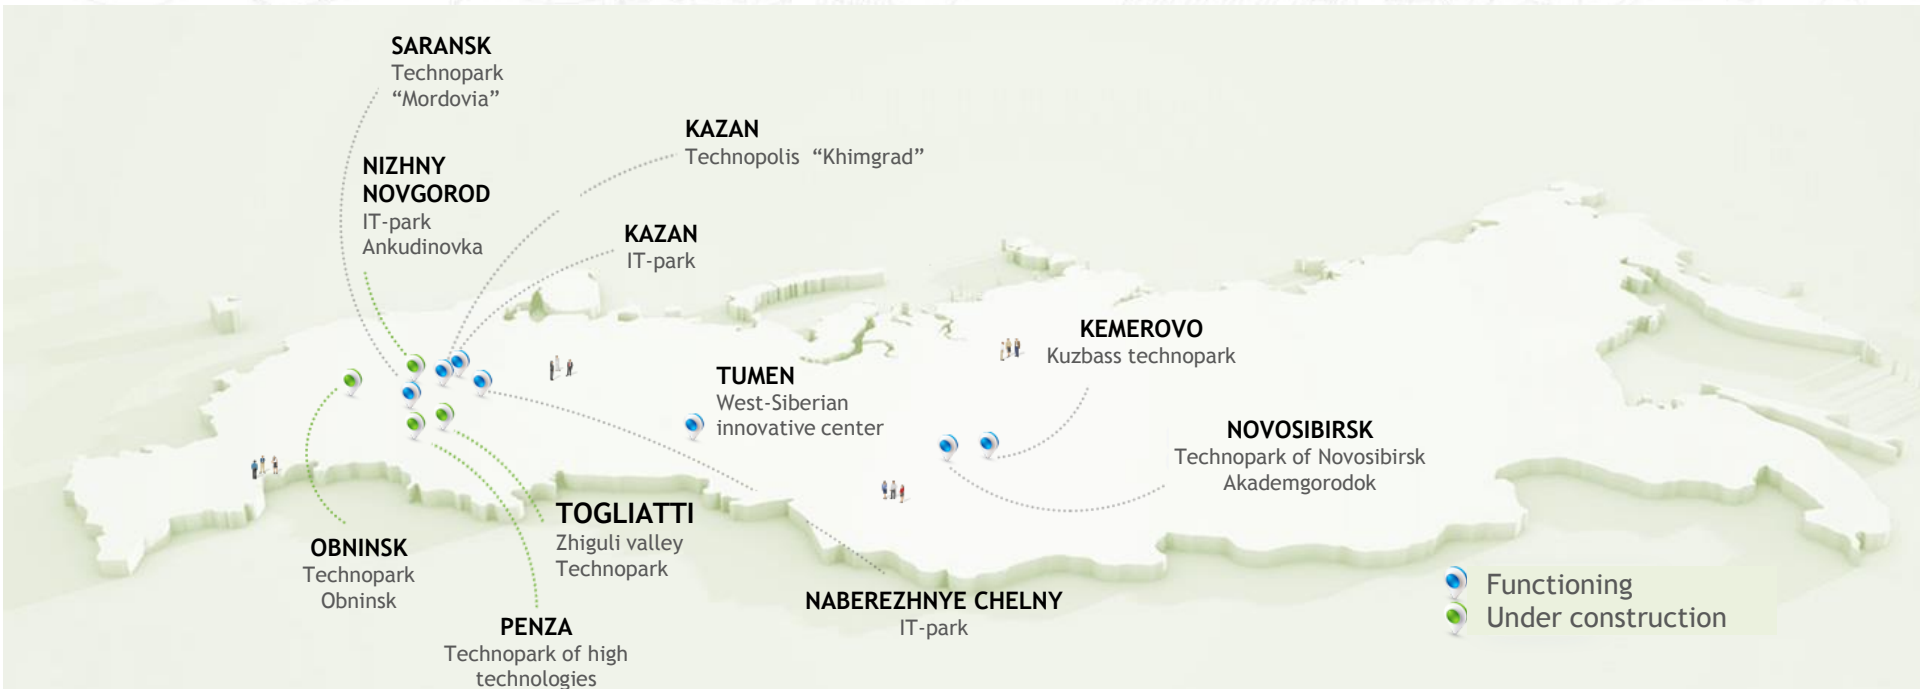 SARANSK
Technopark
“Mordovia”
NIZHNY
NOVGOROD
IT-park
Ankudinovka
KAZAN
Technopolis “Khimgrad”
KAZAN
IT-park
KEMEROVO
Kuzbass technopark
TUMEN
West-Siberian
innovative center
NOVOSIBIRSK
Technopark of Novosibirsk
Akademgorodok
TOGLIATTI
Zhiguli valley
Technopark
OBNINSK
Technopark
Obninsk
PENZA
Technopark of high
technologies
NABEREZHNYE CHELNY
IT-park
Functioning
Under construction